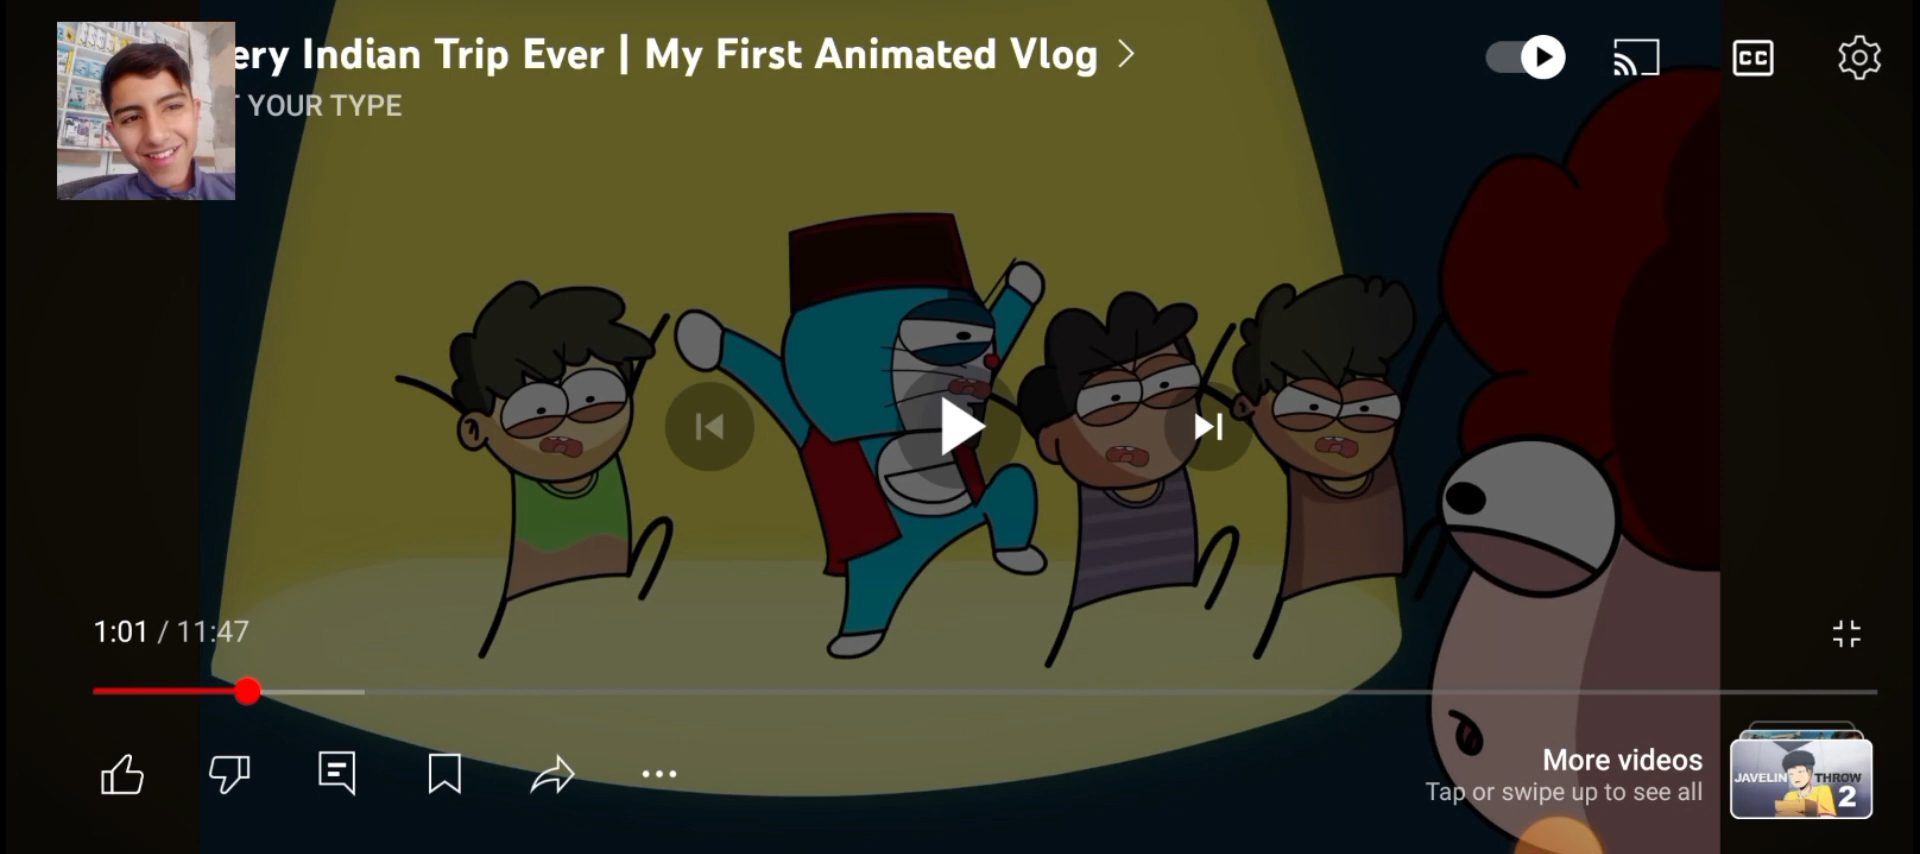 ery Indian Trip Ever | My First Animated Vlog
YOUR TYPE
CC
1:01 / 11:47
More videos
Tap or swipe up to see all
JAVELIN THROW
2